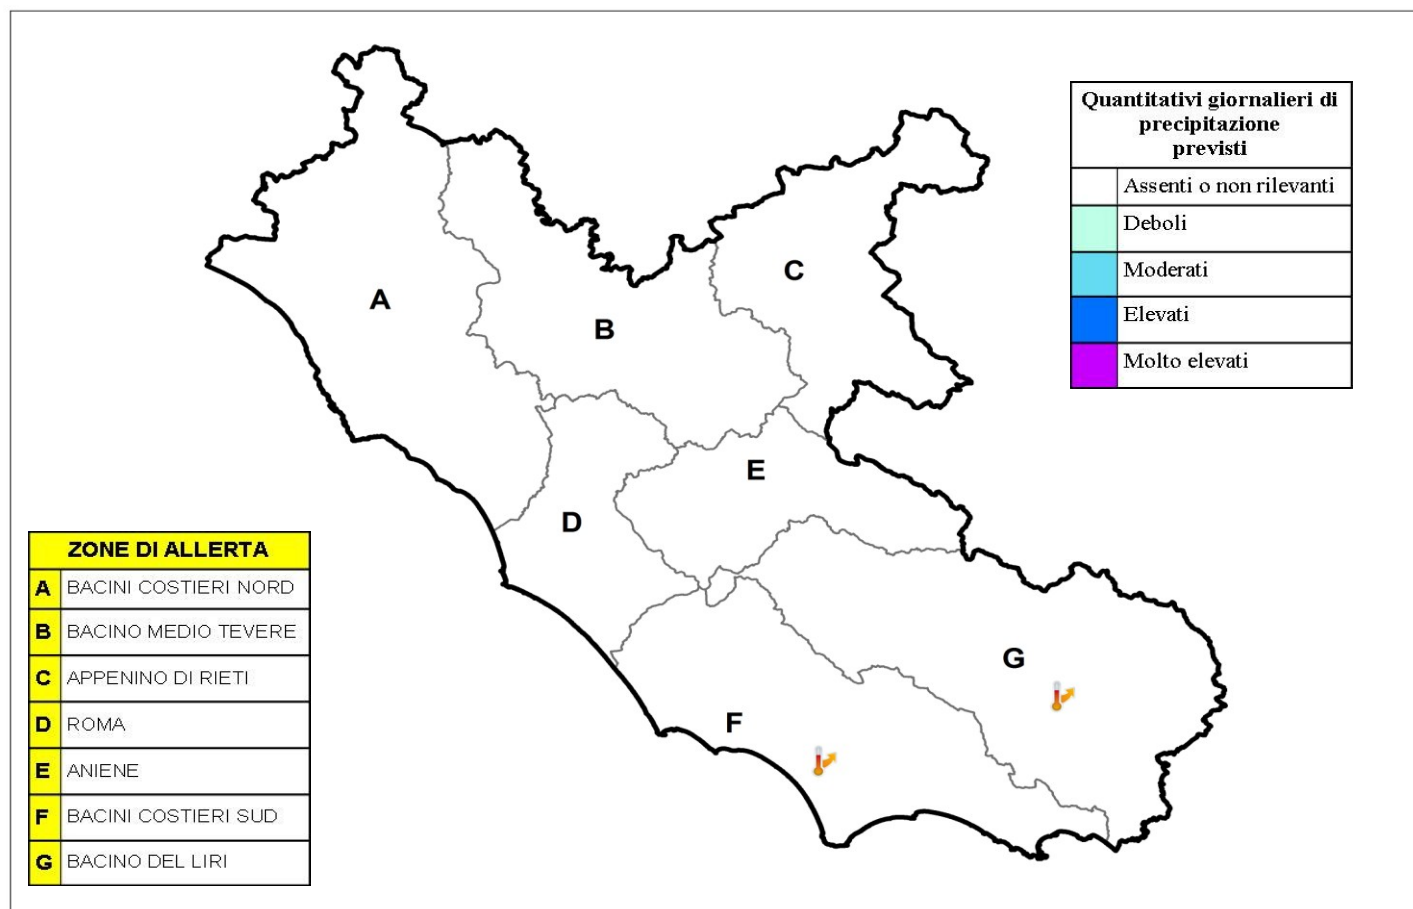 Quantitativi giornalieri di
precipitazione
previsti
Assenti o non rilevanti
Deboli
Moderati
Elevati
Molto elevati
A
B
C
D
E
F
G
ZONE DI ALLERTA
A BACINI COSTIERI NORD
B BACINO MEDIO TEVERE
C APPENINO DI RIETI
D ROMA
E ANIENE
F BACINI COSTIERI SUD
G BACINO DEL LIRI